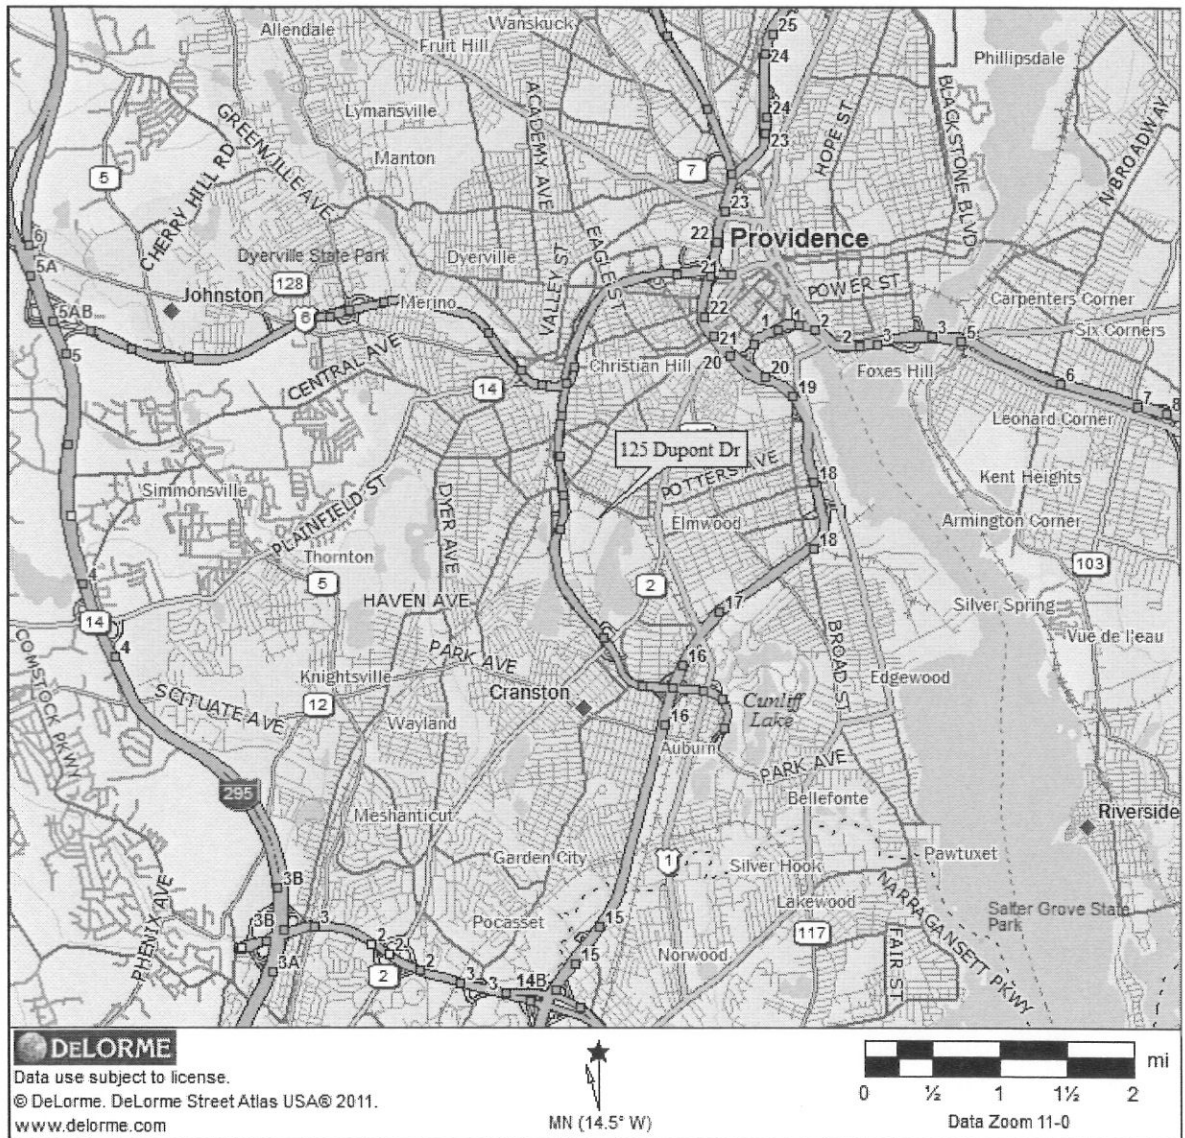 Allendale
Wanskuck
Fruit Hill
25
24
Phillipsdale
GREENVILLE AVE
Lymansville
ACADEMY AVE
24
23
HOPE ST
BLACKSTONE BLVD
N BROADWAY
5
CHERRY HILL RD
Manton
7
23
6
5A
Dyerville State Park
Dyerville
EAGLE ST
VALLEY ST
22
Providence
21
128
Johnston
6
Merino
POWER ST
Carpenters Corner
5AB
22
1
1
2
2
3
3
5
Six Corners
5
CENTRAL AVE
21
20
Christian Hill
Foxes Hill
14
20
19
6
7
8
Leonard Corner
125 Dupont Dr
Simmonsville
PLAINFIELD ST
DYER AVE
POTTERS AVE
18
Kent Heights
Elmwood
Armington Corner
Thornton
5
18
103
4
2
HAVEN AVE
17
Silver Spring
14
4
COMSTOCK PKWY
PARK AVE
BROAD ST
Vue de l'eau
Knightsville
16
Edgewood
SCITUATE AVE
12
Cranston
Cunliff
Lake
Wayland
16
Auburn
PARK AVE
295
Bellefonte
Meshanticut
Riverside
Garden City
1
Silver Hook
Pawtuxet
3B
PHENIX AVE
3B
3
Pocasset
15
Lakewood
NARRAGANSETT PKWY
Salter Grove State
Park
117
2
2
2
3A
15
Norwood
FAIR ST
2
3
3
14B
DELORME
Data use subject to license.
© DeLorme. DeLorme Street Atlas USA® 2011.
www.delorme.com
MN (14.5° W)
mi
0 ½ 1 1½ 2
Data Zoom 11-0